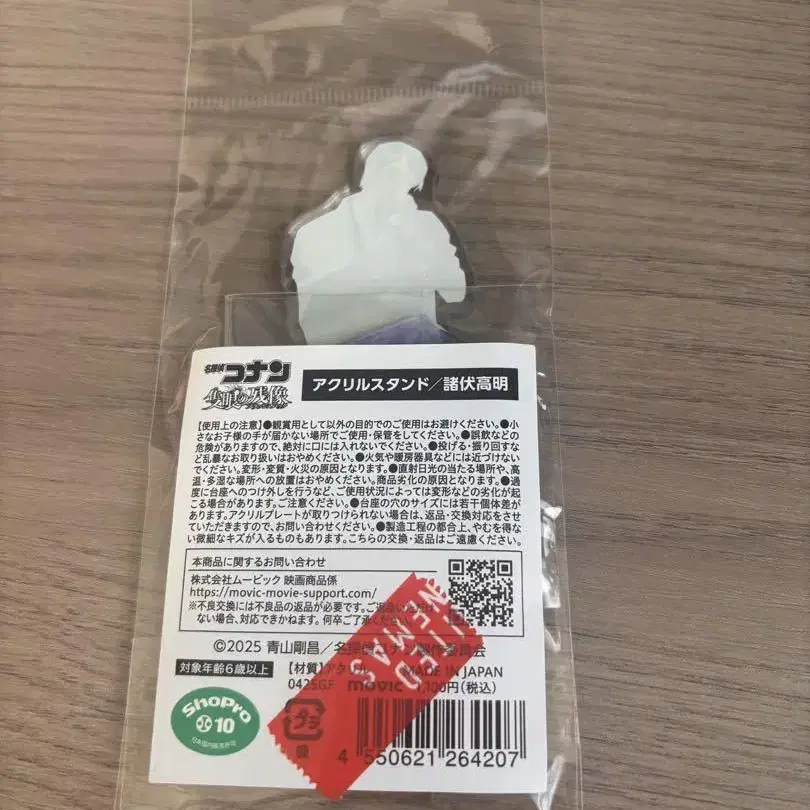 名探偵コナン
隻眼の残像
アクリルスタンド/諸伏高明
【使用上の注意】●観賞用として以外の目的でのご使用はお避けください。●小
さなお子様の手が届かない場所でご使用・保管をしてください。●誤飲などの
危険がありますので、絶対に口には入れないでください。●投げる・振り回すな
ど乱暴なお取り扱いはおやめください。●火気や暖房器具などには近づけない
でください。変形・変質・火災の原因となります。●直射日光の当たる場所や、高
温・多湿な場所への放置はおやめください。商品劣化の原因となります。●過
度に台座へのつけ外しを行うなど、ご使用状況によっては変形などの劣化が起
こる場合があります。ご注意ください。●台座の穴のサイズには若干個体差が
あります。アクリルプレートが取りつけられない場合は、返品・交換対応をさせ
ていただきますので、お問い合わせください。●製造工程の都合上、やむを得な
い微細なキズが入るものもあります。こちらの交換・返品はご遠慮ください。
本商品に関するお問い合わせ
株式会社ムービック 映画商品係
https://movic-movie-support.com/
※不良交換には不良品の返品が必要です。ご返品いただけ
ない場合、対応できかねます。何卒ご了承ください。
©2025 青山剛昌/名探偵コナン製作委員会
対象年齢6歳以上
【材質】アクリル MADE IN JAPAN
0425GF movic 1,100円(税込)
ShoPro
10
プラ
袋
4 550621 264207
CINEMAS